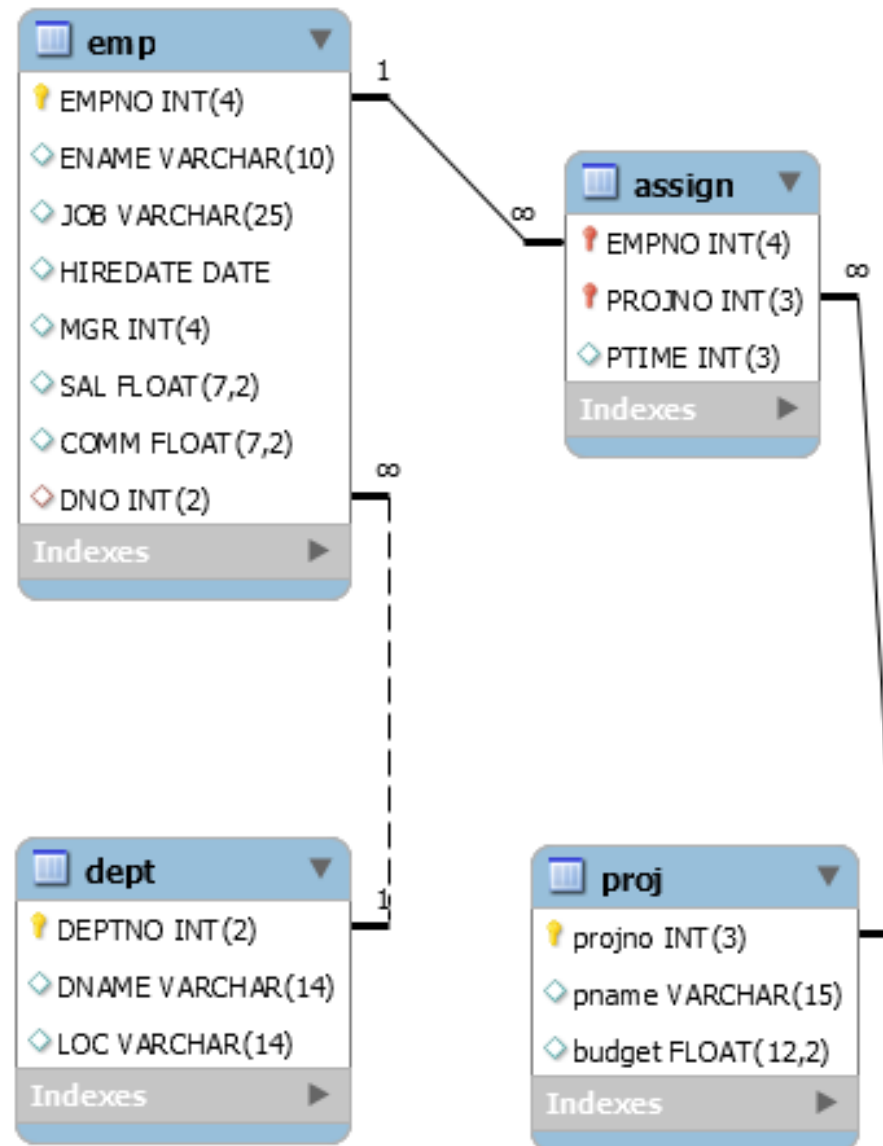 emp
EMPNO INT(4)
ENAME VARCHAR(10)
JOB VARCHAR(25)
HIREDATE DATE
MGR INT(4)
SAL FLOAT(7,2)
COMM FLOAT(7,2)
DNO INT(2)
Indexes
1
∞
assign
EMPNO INT(4)
PROJNO INT(3)
PTIME INT(3)
Indexes
∞
∞
1
dept
DEPTNO INT(2)
DNAME VARCHAR(14)
LOC VARCHAR(14)
Indexes
proj
projno INT(3)
pname VARCHAR(15)
budget FLOAT(12,2)
Indexes